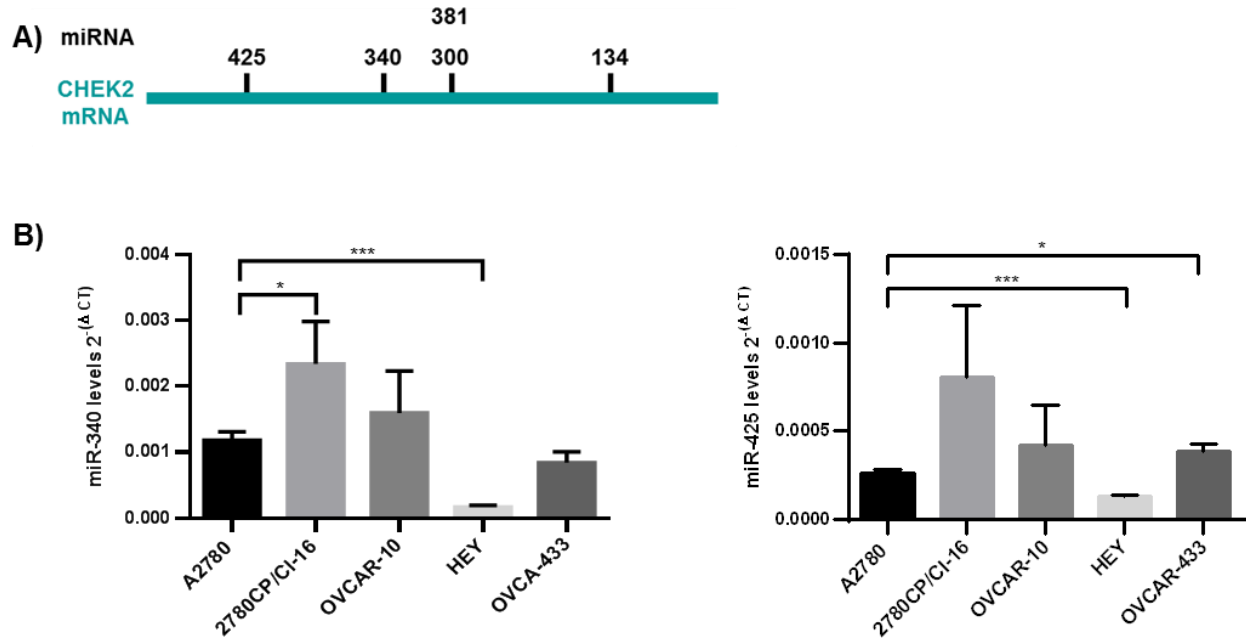 A)
miRNA
381
425 340 300 134
CHEK2
mRNA
B)
miR-340 levels 2^-(Δ CT)
0.004
0.003
0.002
0.001
0.000
***
*
A2780
2780CP/CI-16
OVCAR-10
HEY
OVCA-433
miR-425 levels 2^-(Δ CT)
0.0015
0.0010
0.0005
0.0000
*
***
A2780
2780CP/CI-16
OVCAR-10
HEY
OVCAR-433